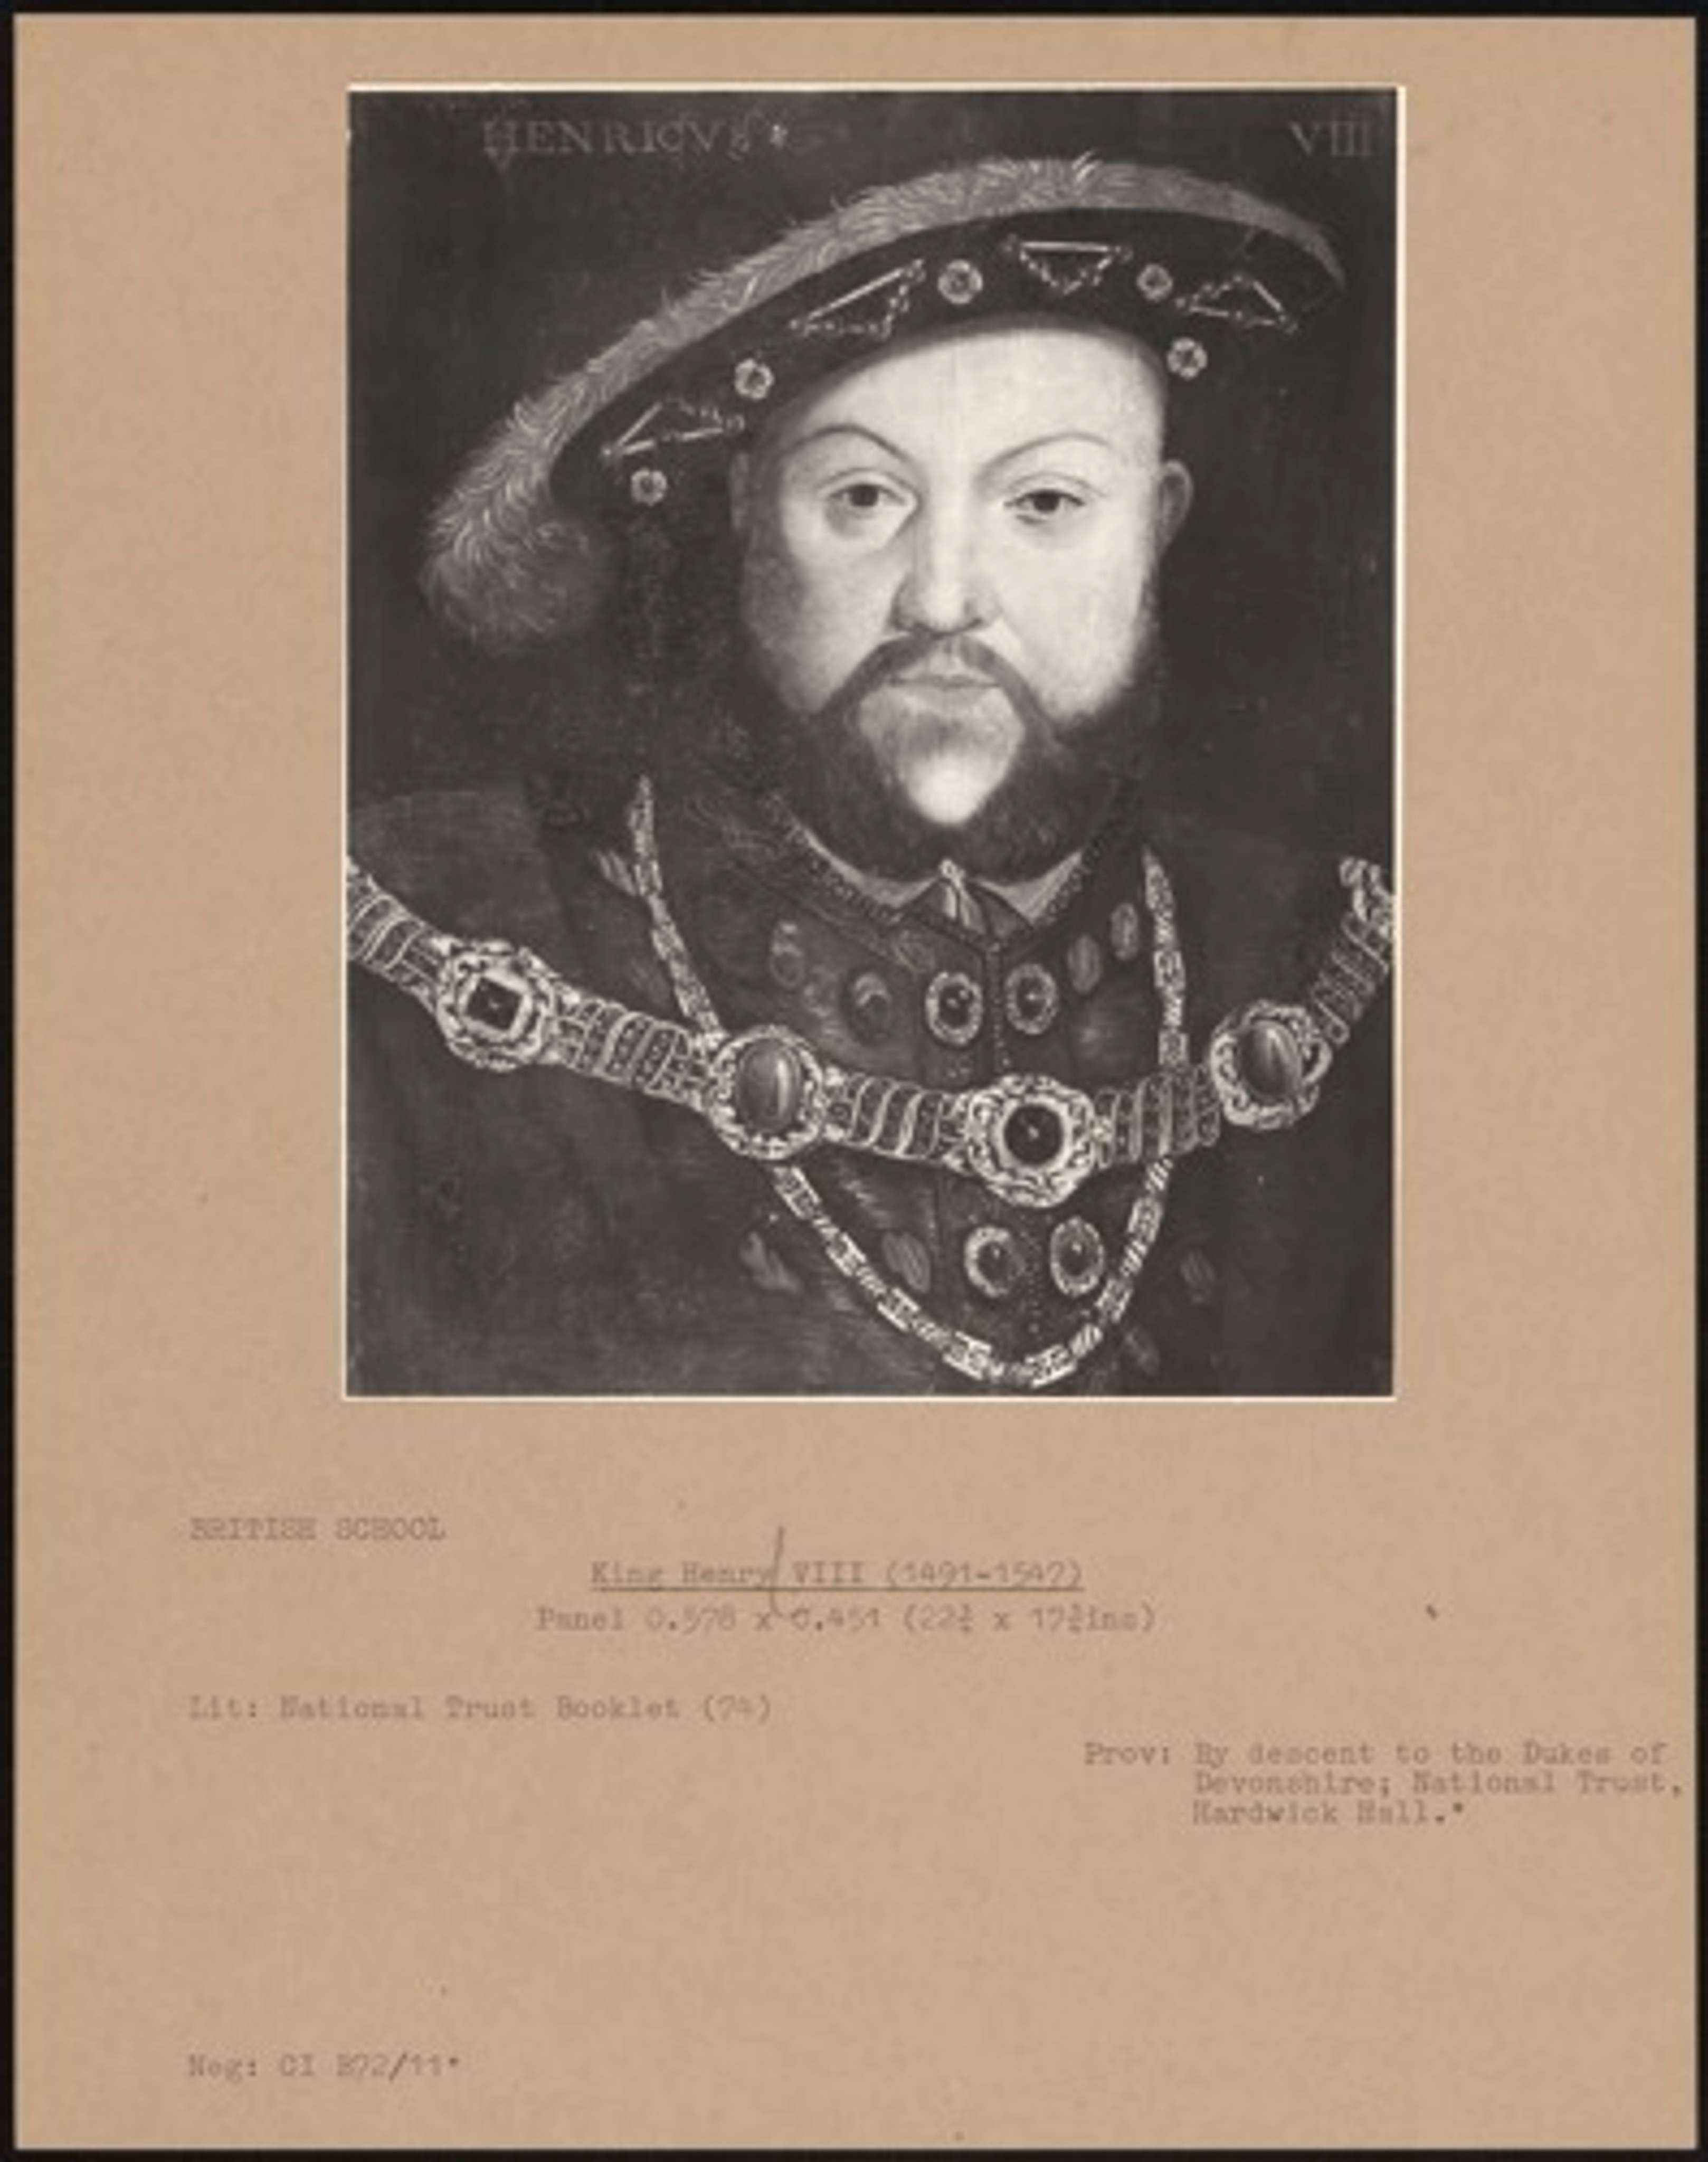 HENRICVS VIII
BRITISH SCHOOL
King Henry VIII (1491-1547)
Panel 0.578 x 0.451 (22¾ x 17¾ins)
Lit: National Trust Booklet (74)
Prov: By descent to the Dukes of
Devonshire; National Trust,
Hardwick Hall.*
Neg: CI B72/11*